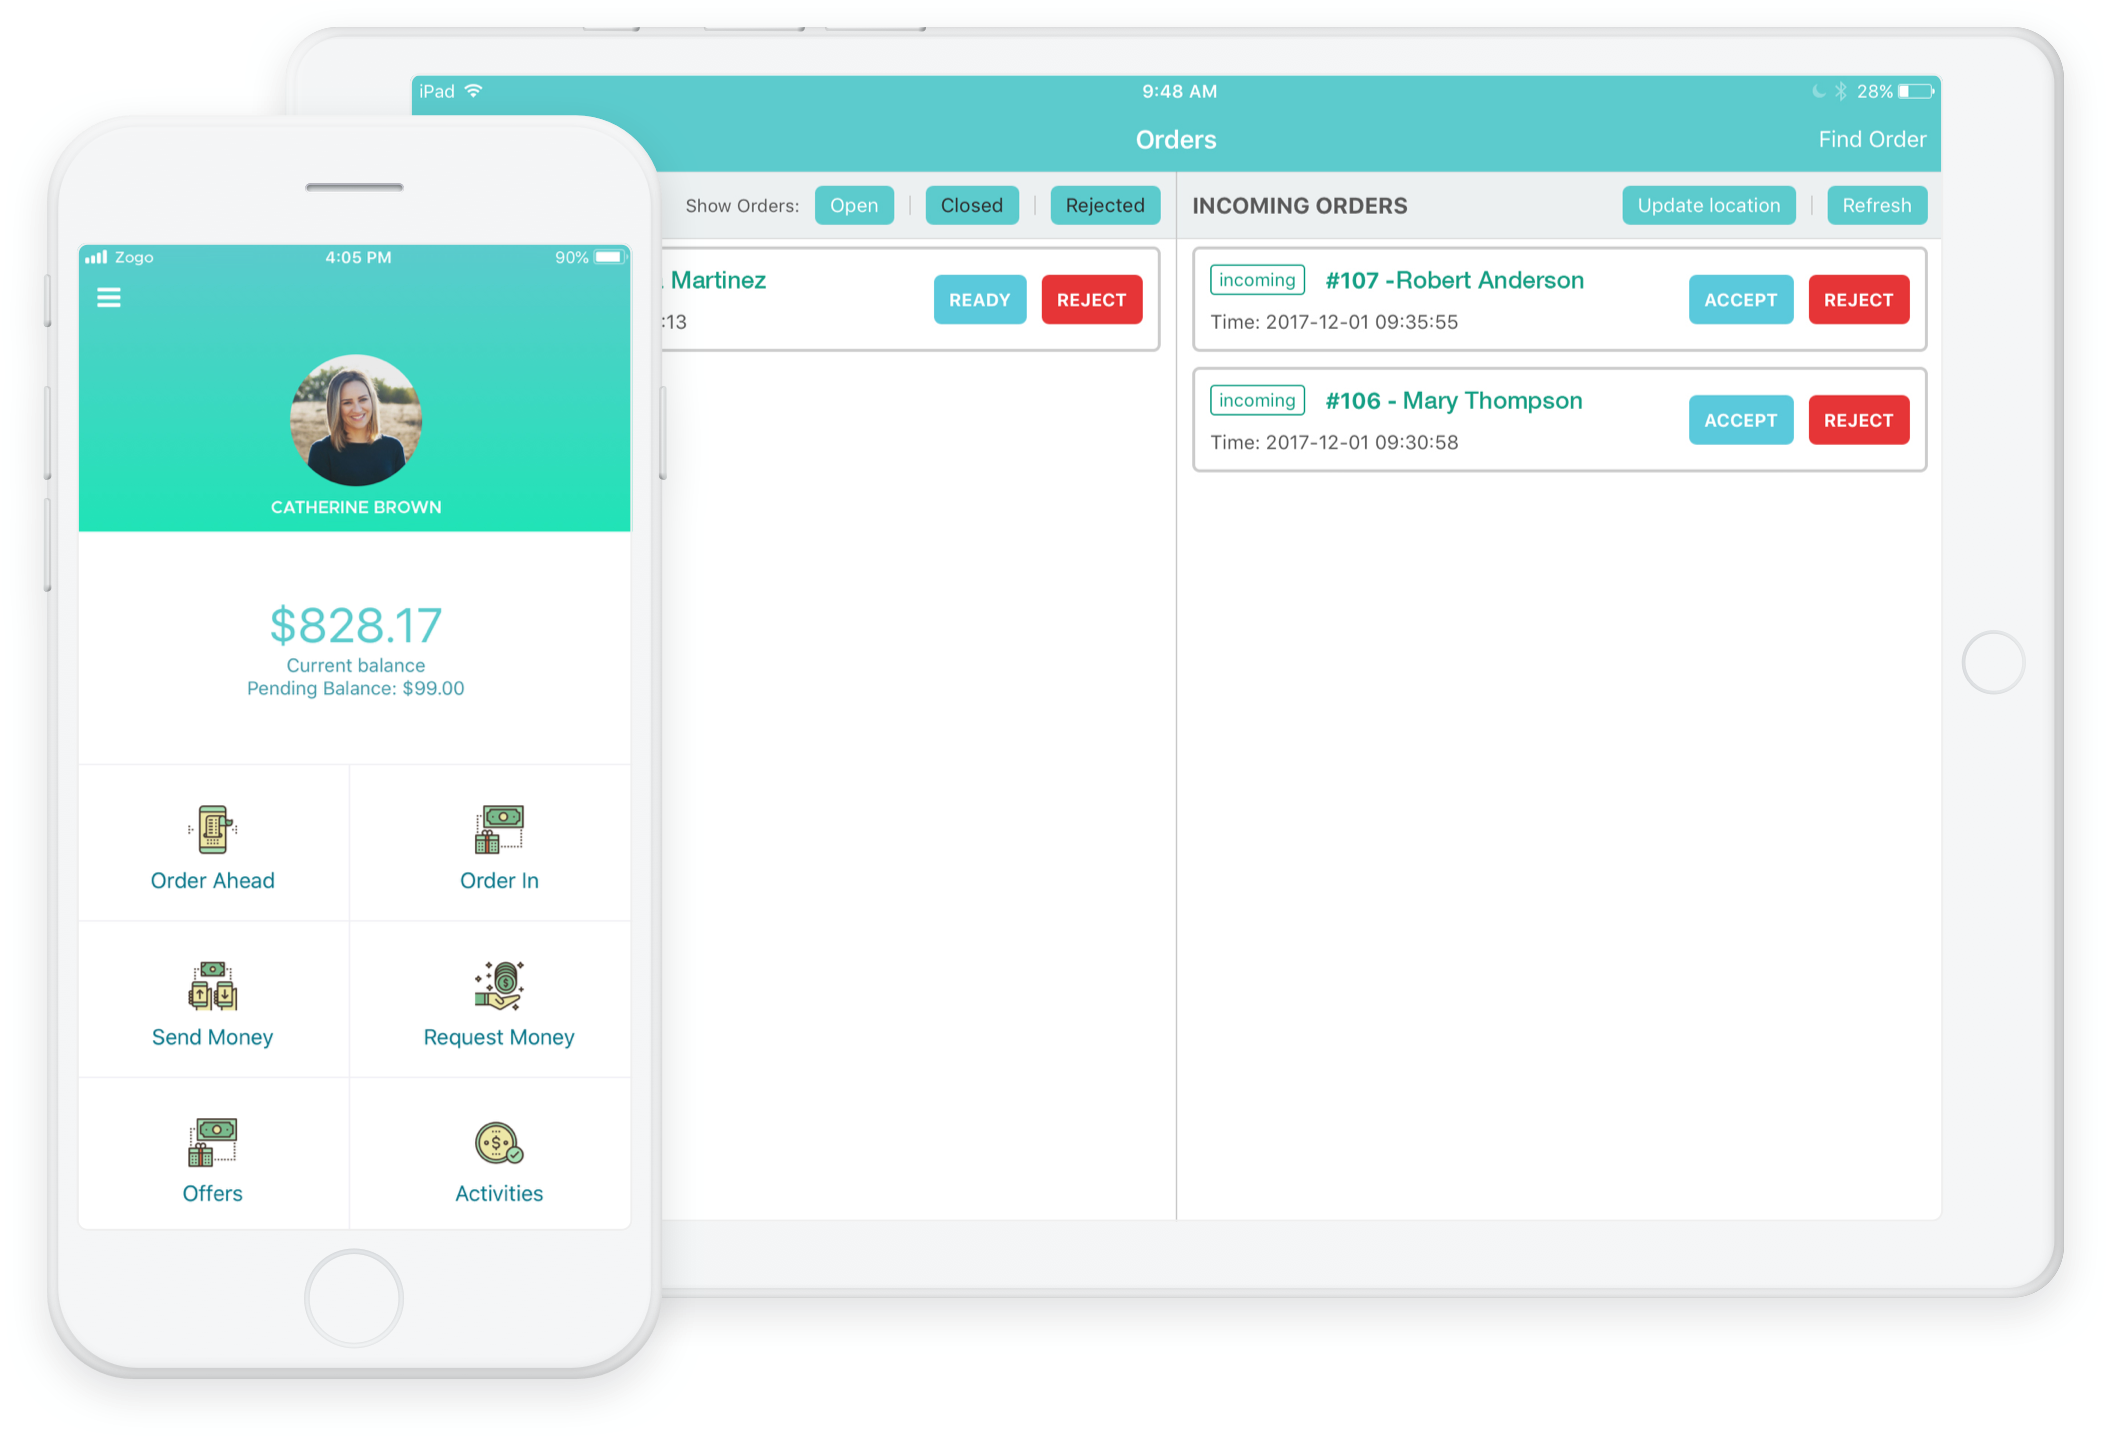 iPad
9:48 AM
28%
Orders
Find Order
Show Orders: Open Closed Rejected
Martinez
:13
READY REJECT
INCOMING ORDERS
Update location Refresh
incoming #107 -Robert Anderson
Time: 2017-12-01 09:35:55
ACCEPT REJECT
incoming #106 - Mary Thompson
Time: 2017-12-01 09:30:58
ACCEPT REJECT
Zogo
4:05 PM
90%
CATHERINE BROWN
$828.17
Current balance
Pending Balance: $99.00
Order Ahead
Order In
Send Money
Request Money
Offers
Activities